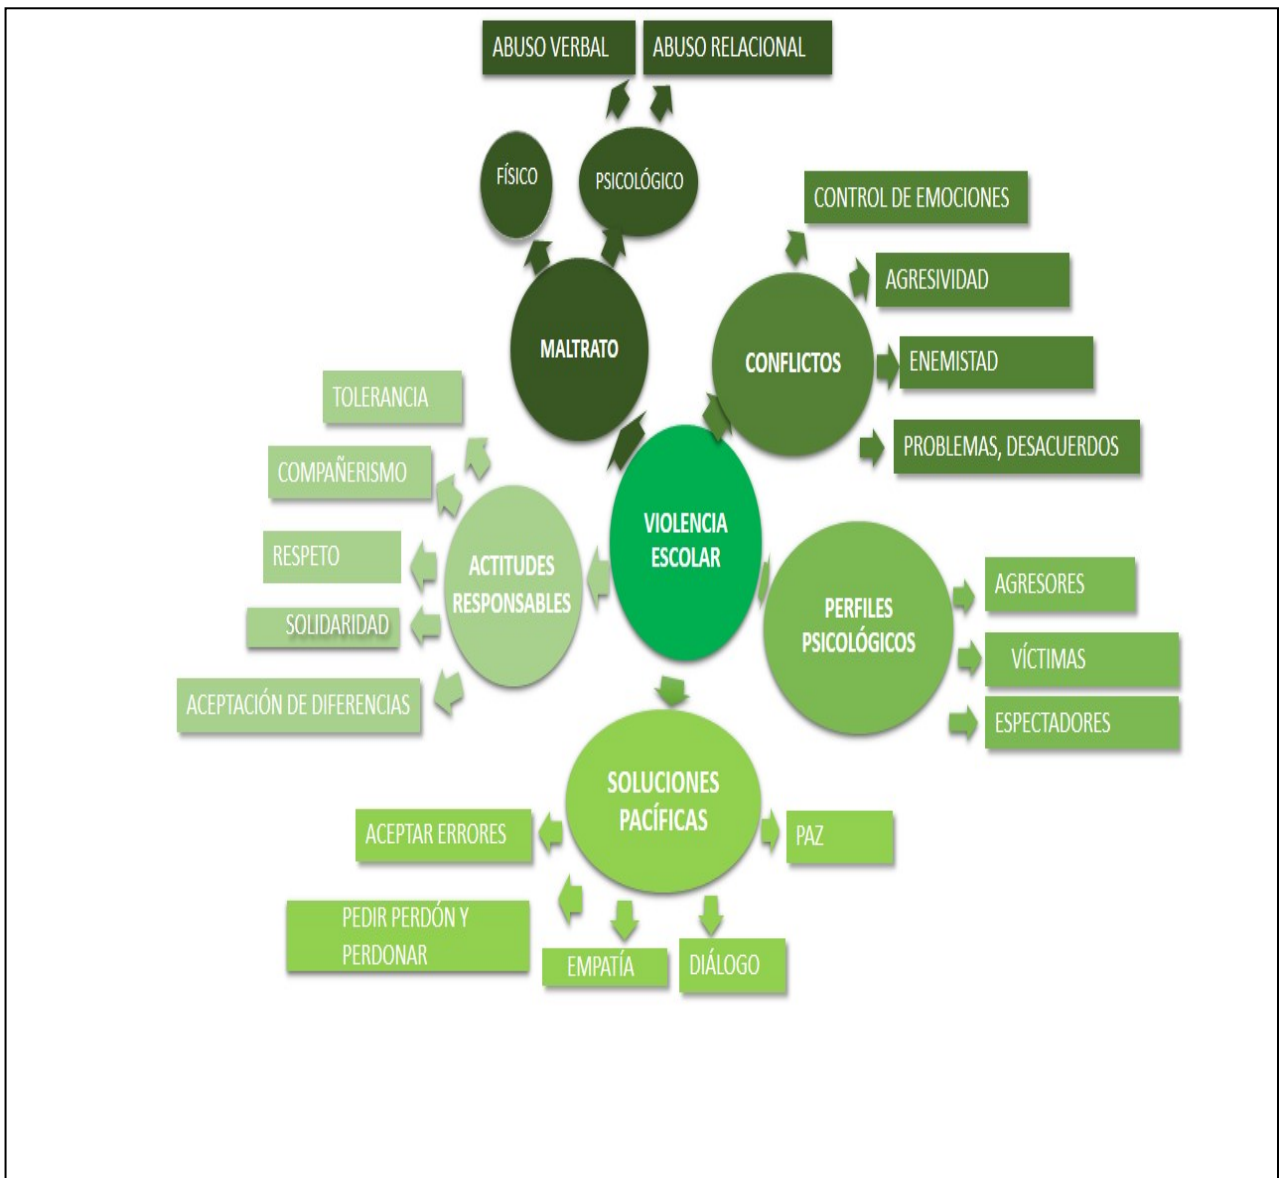 ABUSO VERBAL
ABUSO RELACIONAL
FÍSICO
PSICOLÓGICO
CONTROL DE EMOCIONES
AGRESIVIDAD
MALTRATO
CONFLICTOS
ENEMISTAD
TOLERANCIA
PROBLEMAS, DESACUERDOS
COMPAÑERISMO
VIOLENCIA
ESCOLAR
RESPETO
ACTITUDES
RESPONSABLES
AGRESORES
PERFILES
PSICOLÓGICOS
SOLIDARIDAD
VÍCTIMAS
ACEPTACIÓN DE DIFERENCIAS
ESPECTADORES
SOLUCIONES
PACÍFICAS
ACEPTAR ERRORES
PAZ
PEDIR PERDÓN Y
PERDONAR
EMPATÍA
DIÁLOGO